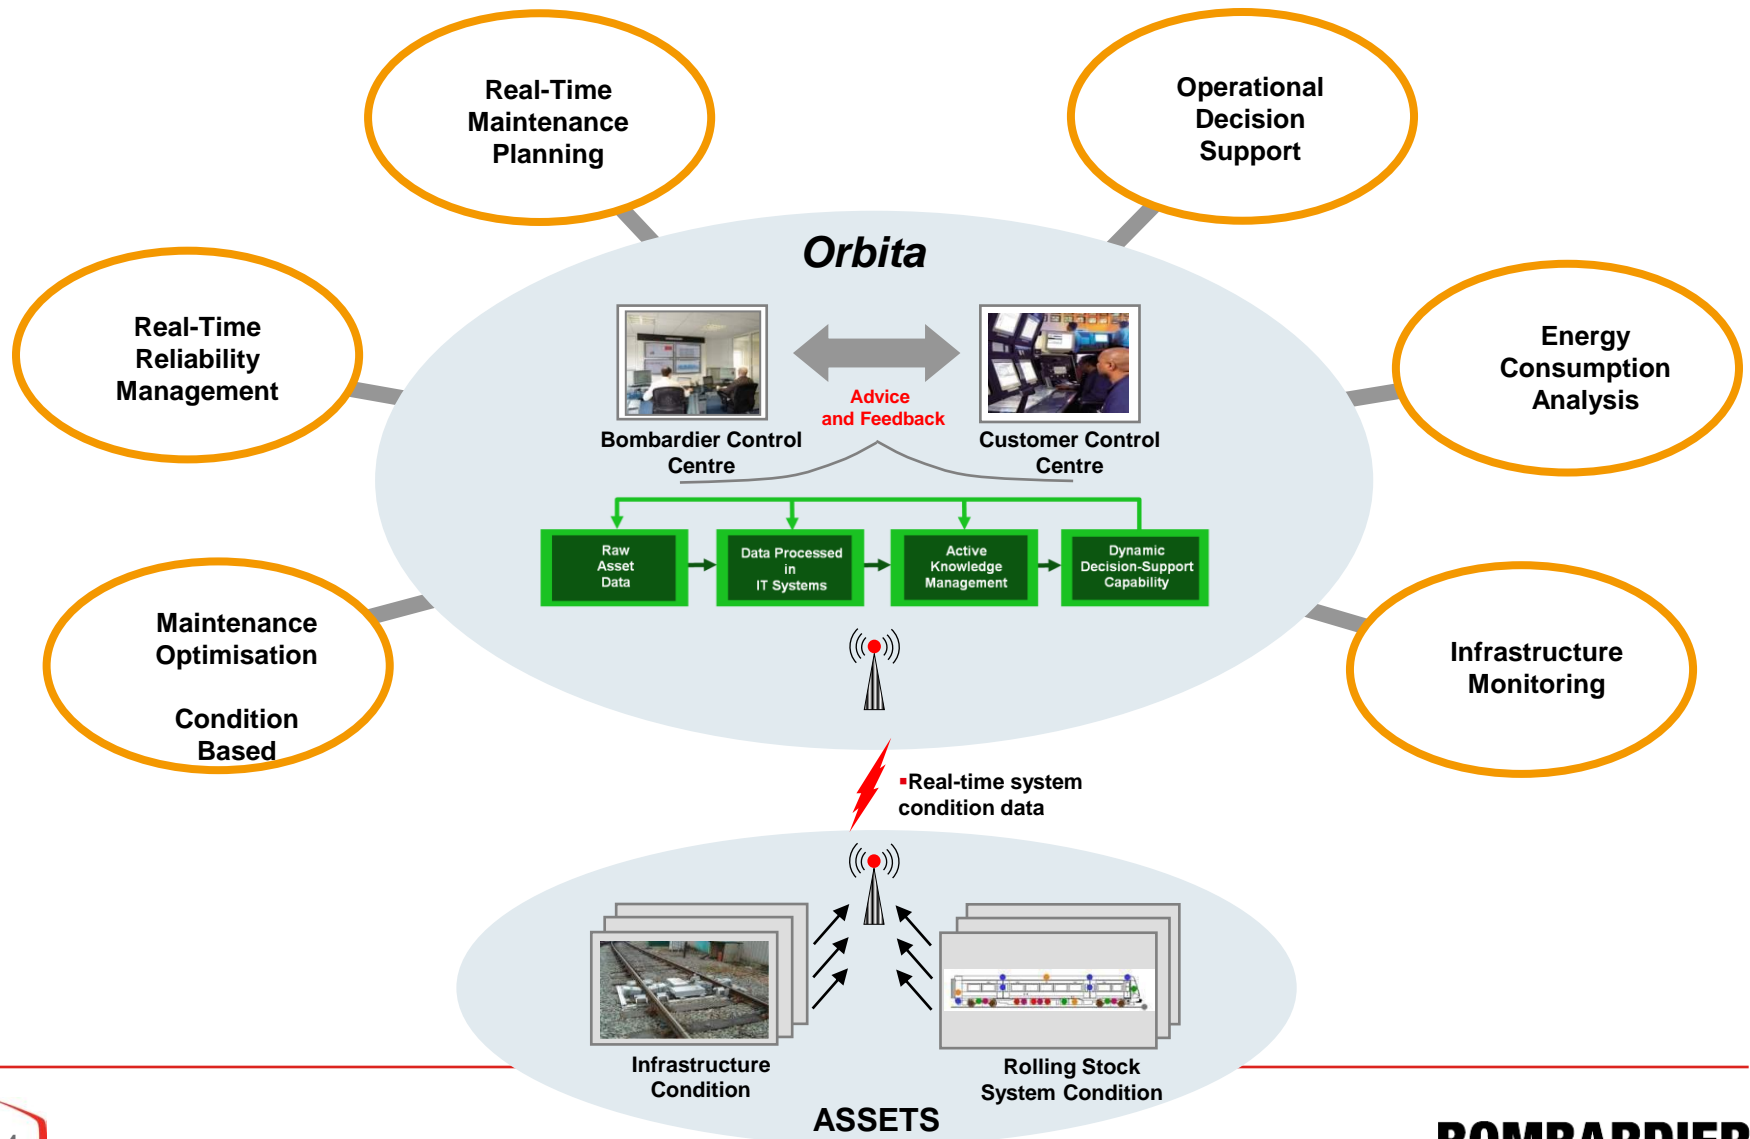 Real-Time
Maintenance
Planning
Operational
Decision
Support
Orbita
Real-Time
Reliability
Management
Energy
Consumption
Analysis
Advice
and Feedback
Bombardier Control
Centre
Customer Control
Centre
Raw
Asset
Data
Data Processed
in
IT Systems
Active
Knowledge
Management
Dynamic
Decision-Support
Capability
Maintenance
Optimisation
Condition
Based
Infrastructure
Monitoring
▪Real-time system
condition data
Infrastructure
Condition
Rolling Stock
System Condition
ASSETS
BOMBARDIER